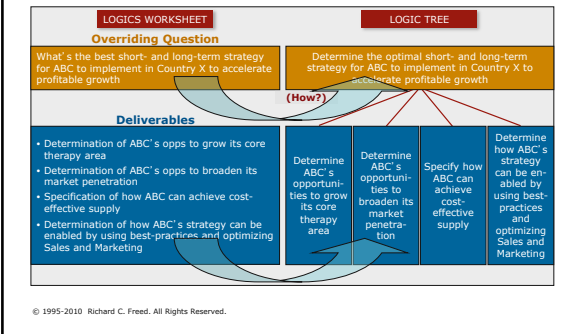 LOGICS WORKSHEET
LOGIC TREE
Overriding Question
What's the best short- and long-term strategy
for ABC to implement in Country X to accelerate
profitable growth
Determine the optimal short- and long-term
strategy for ABC to implement in Country X to
accelerate profitable growth
(How?)
Deliverables
• Determination of ABC's opps to grow its core
therapy area
• Determination of ABC's opps to broaden its
market penetration
• Specification of how ABC can achieve cost-
effective supply
• Determination of how ABC's strategy can be
enabled by using best-practices and optimizing
Sales and Marketing
Determine
ABC's
opportuni-
ties to grow
its core
therapy
area
Determine
ABC's
opportuni-
ties to
broaden its
market
penetra-
tion
Specify how
ABC can
achieve
cost-
effective
supply
Determine
how ABC's
strategy
can be en-
abled by
using best-
practices
and
optimizing
Sales and
Marketing
© 1995-2010 Richard C. Freed. All Rights Reserved.